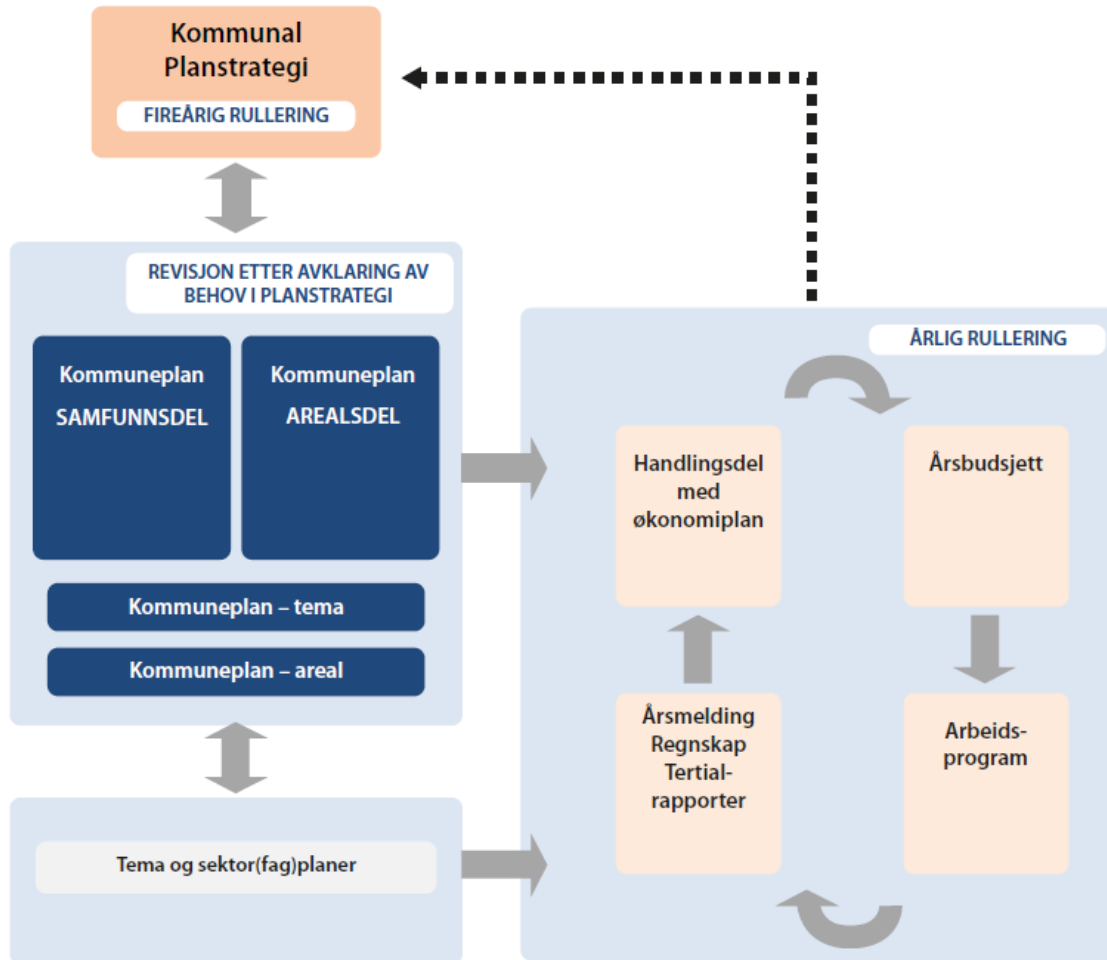 Kommunal
Planstrategi
FIREÅRIG RULLERING
REVISJON ETTER AVKLARING AV
BEHOV I PLANSTRATEGI
Kommuneplan
SAMFUNNSDEL
Kommuneplan
AREALSDEL
Kommuneplan – tema
Kommuneplan – areal
Tema og sektor(fag)planer
ÅRLIG RULLERING
Handlingsdel
med
økonomiplan
Årsbudsjett
Årsmelding
Regnskap
Tertial-
rapporter
Arbeids-
program